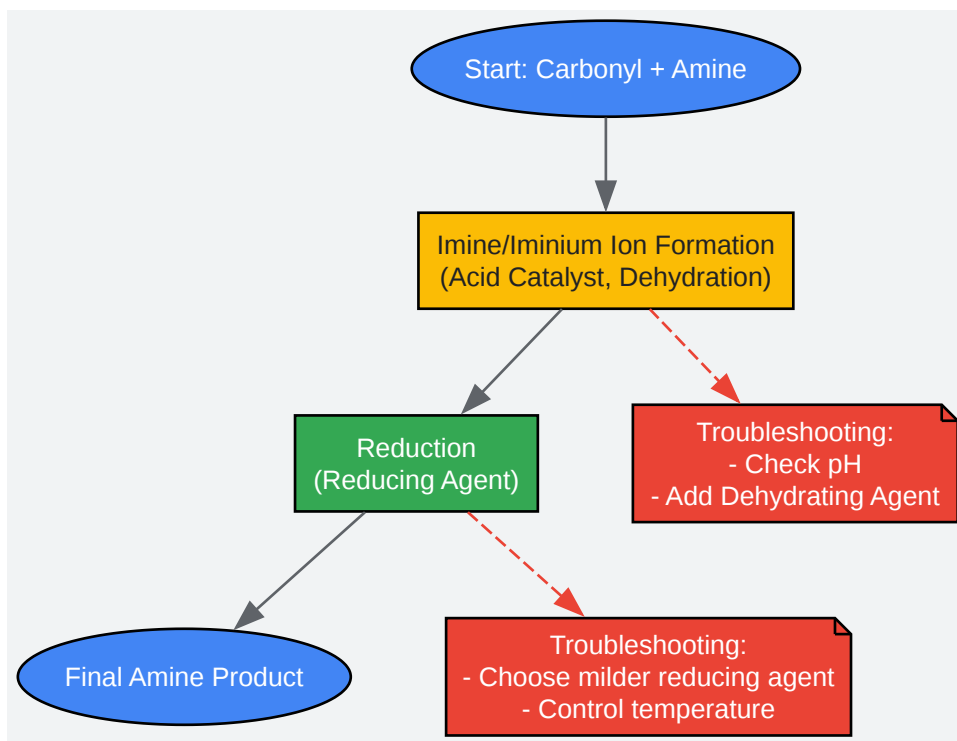 Start: Carbonyl + Amine
Imine/Iminium Ion Formation
(Acid Catalyst, Dehydration)
Reduction
(Reducing Agent)
Troubleshooting:
- Check pH
- Add Dehydrating Agent
Final Amine Product
Troubleshooting:
- Choose milder reducing agent
- Control temperature